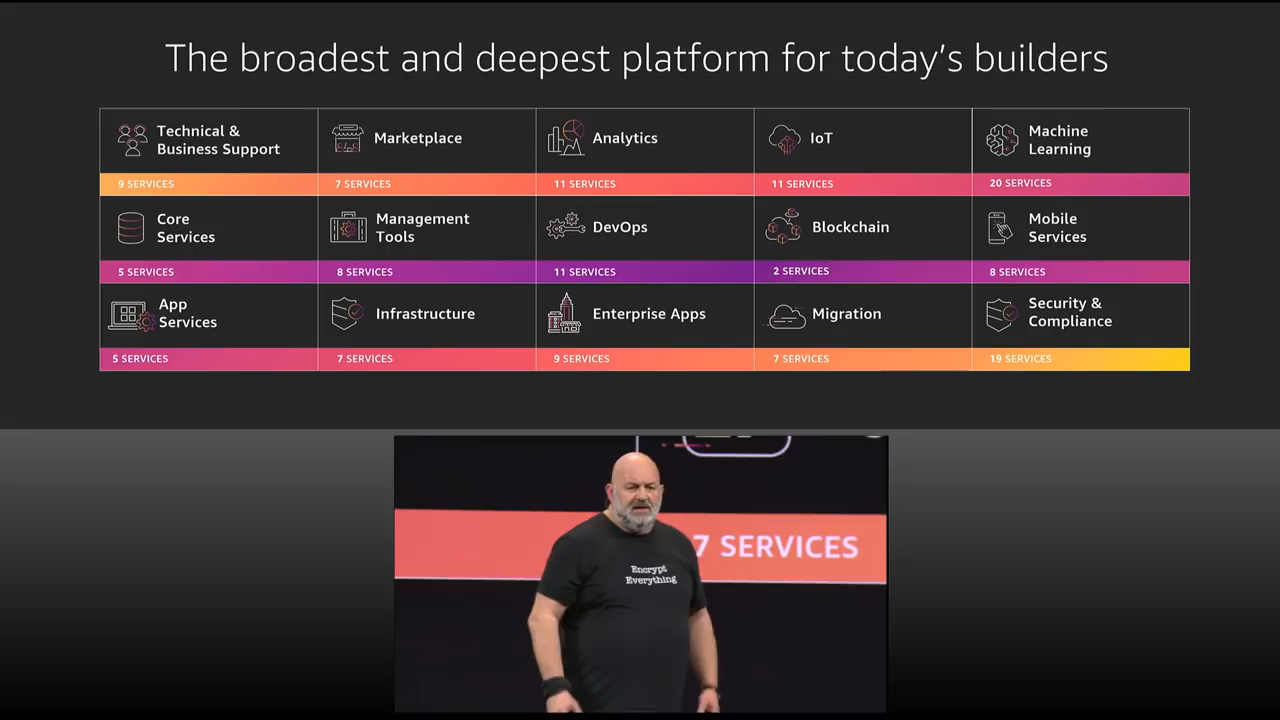 The broadest and deepest platform for today's builders
Technical &
Business Support
9 SERVICES
Marketplace
7 SERVICES
Analytics
11 SERVICES
IoT
11 SERVICES
Machine
Learning
20 SERVICES
Core
Services
5 SERVICES
Management
Tools
8 SERVICES
DevOps
11 SERVICES
Blockchain
2 SERVICES
Mobile
Services
8 SERVICES
App
Services
5 SERVICES
Infrastructure
7 SERVICES
Enterprise Apps
9 SERVICES
Migration
7 SERVICES
Security &
Compliance
19 SERVICES
7 SERVICES
Encrypt
Everything